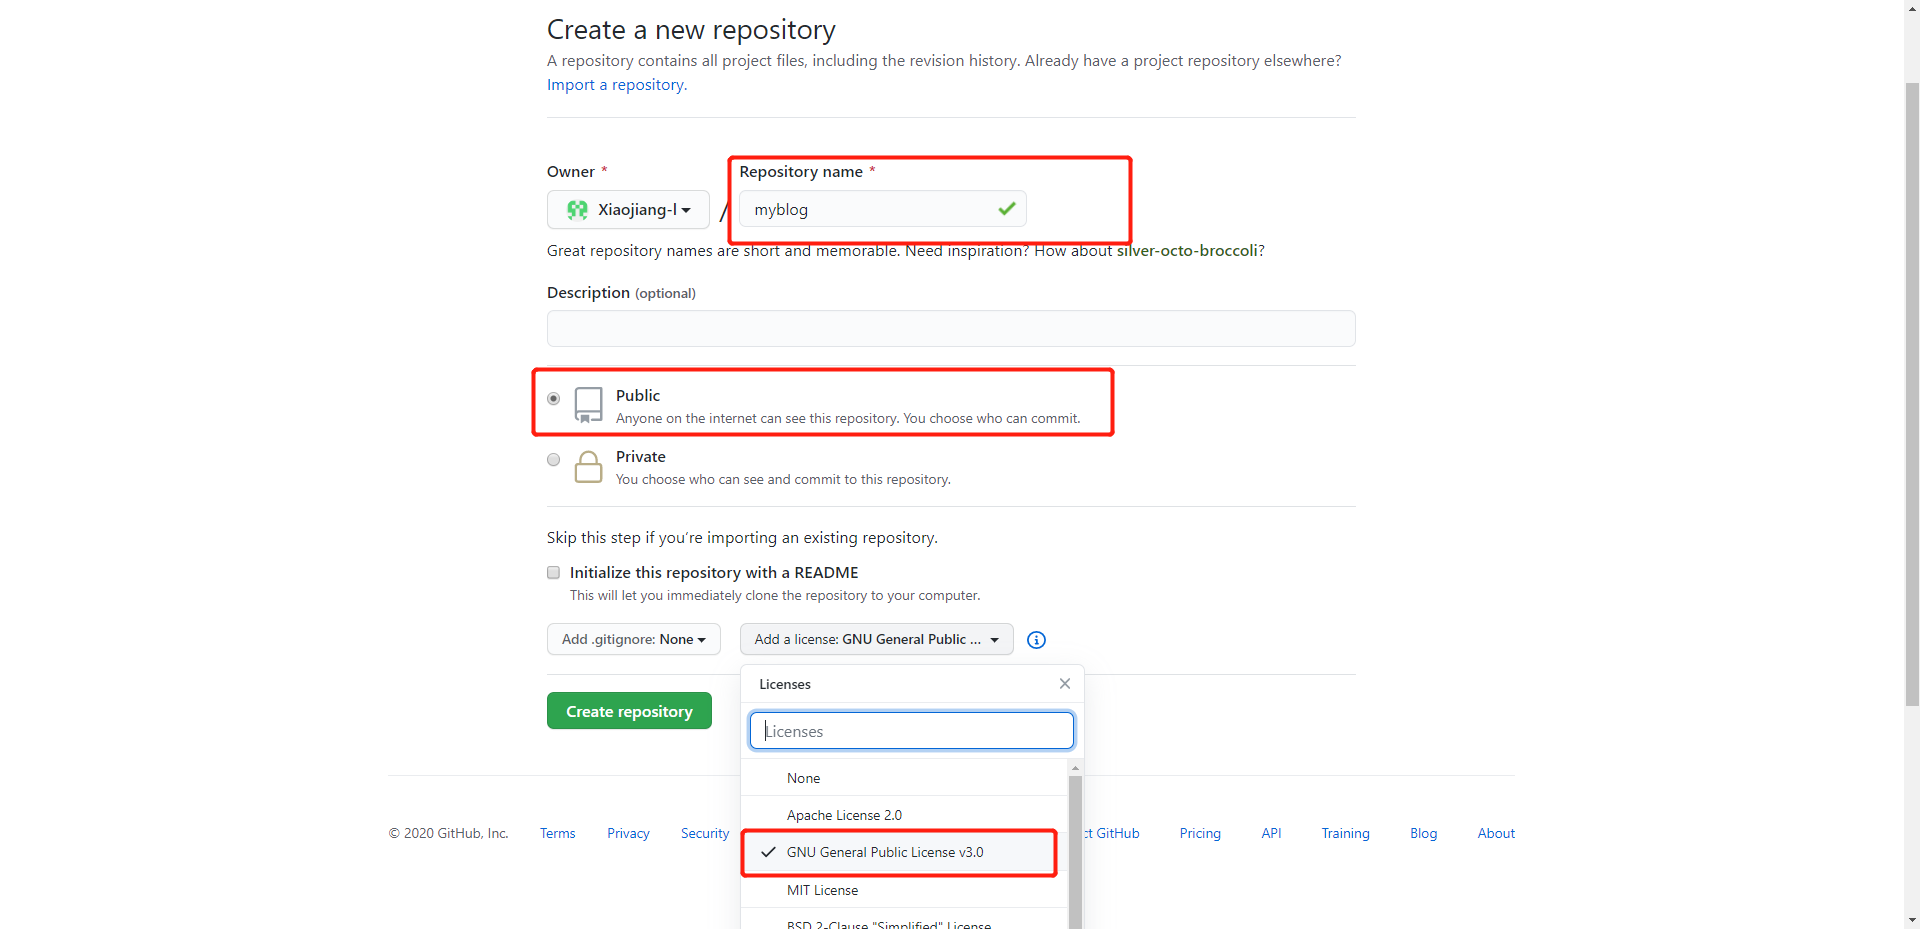 Create a new repository
A repository contains all project files, including the revision history. Already have a project repository elsewhere?
Import a repository.
Owner *
Repository name *
Xiaojiang-l
/
myblog
Great repository names are short and memorable. Need inspiration? How about silver-octo-broccoli?
Description (optional)
Public
Anyone on the internet can see this repository. You choose who can commit.
Private
You choose who can see and commit to this repository.
Skip this step if you're importing an existing repository.
Initialize this repository with a README
This will let you immediately clone the repository to your computer.
Add .gitignore: None
Add a license: GNU General Public ...
Licenses
Create repository
Licenses
None
Apache License 2.0
© 2020 GitHub, Inc. Terms Privacy Security ct GitHub Pricing API Training Blog About
GNU General Public License v3.0
MIT License
BSD 2-Clause "Simplified" License